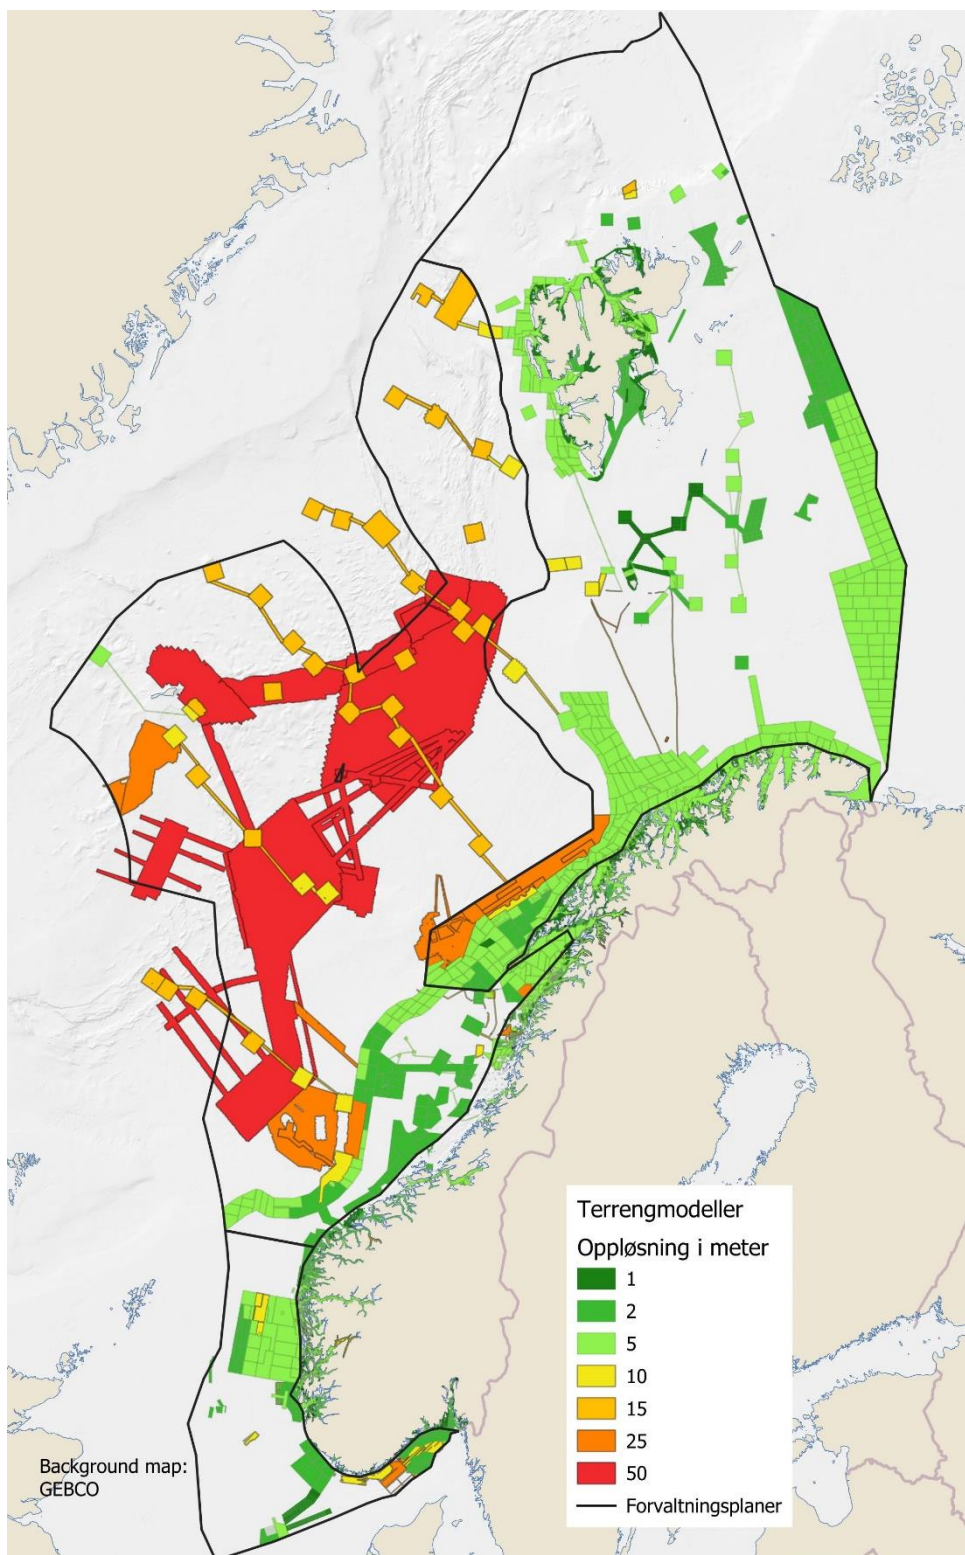 Terrengmodeller
Oppløsning i meter
1
2
5
10
15
25
50
Forvaltningsplaner
Background map:
GEBCO